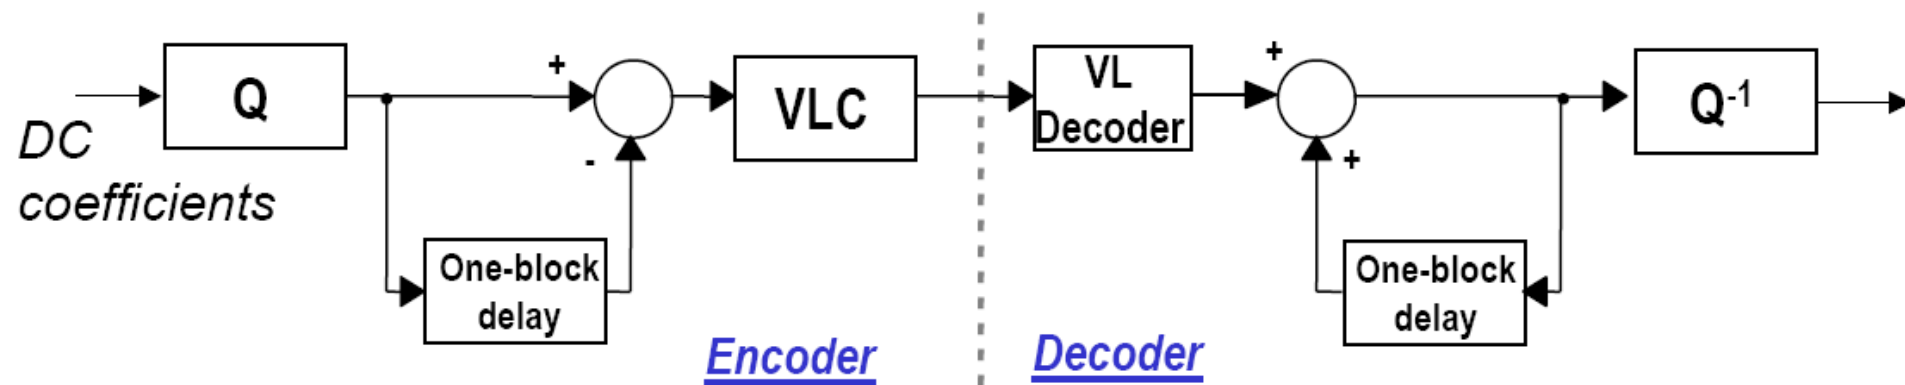 DC
coefficients
Q
+
-
One-block
delay
VLC
Encoder
VL
Decoder
+
+
One-block
delay
Q-1
Decoder